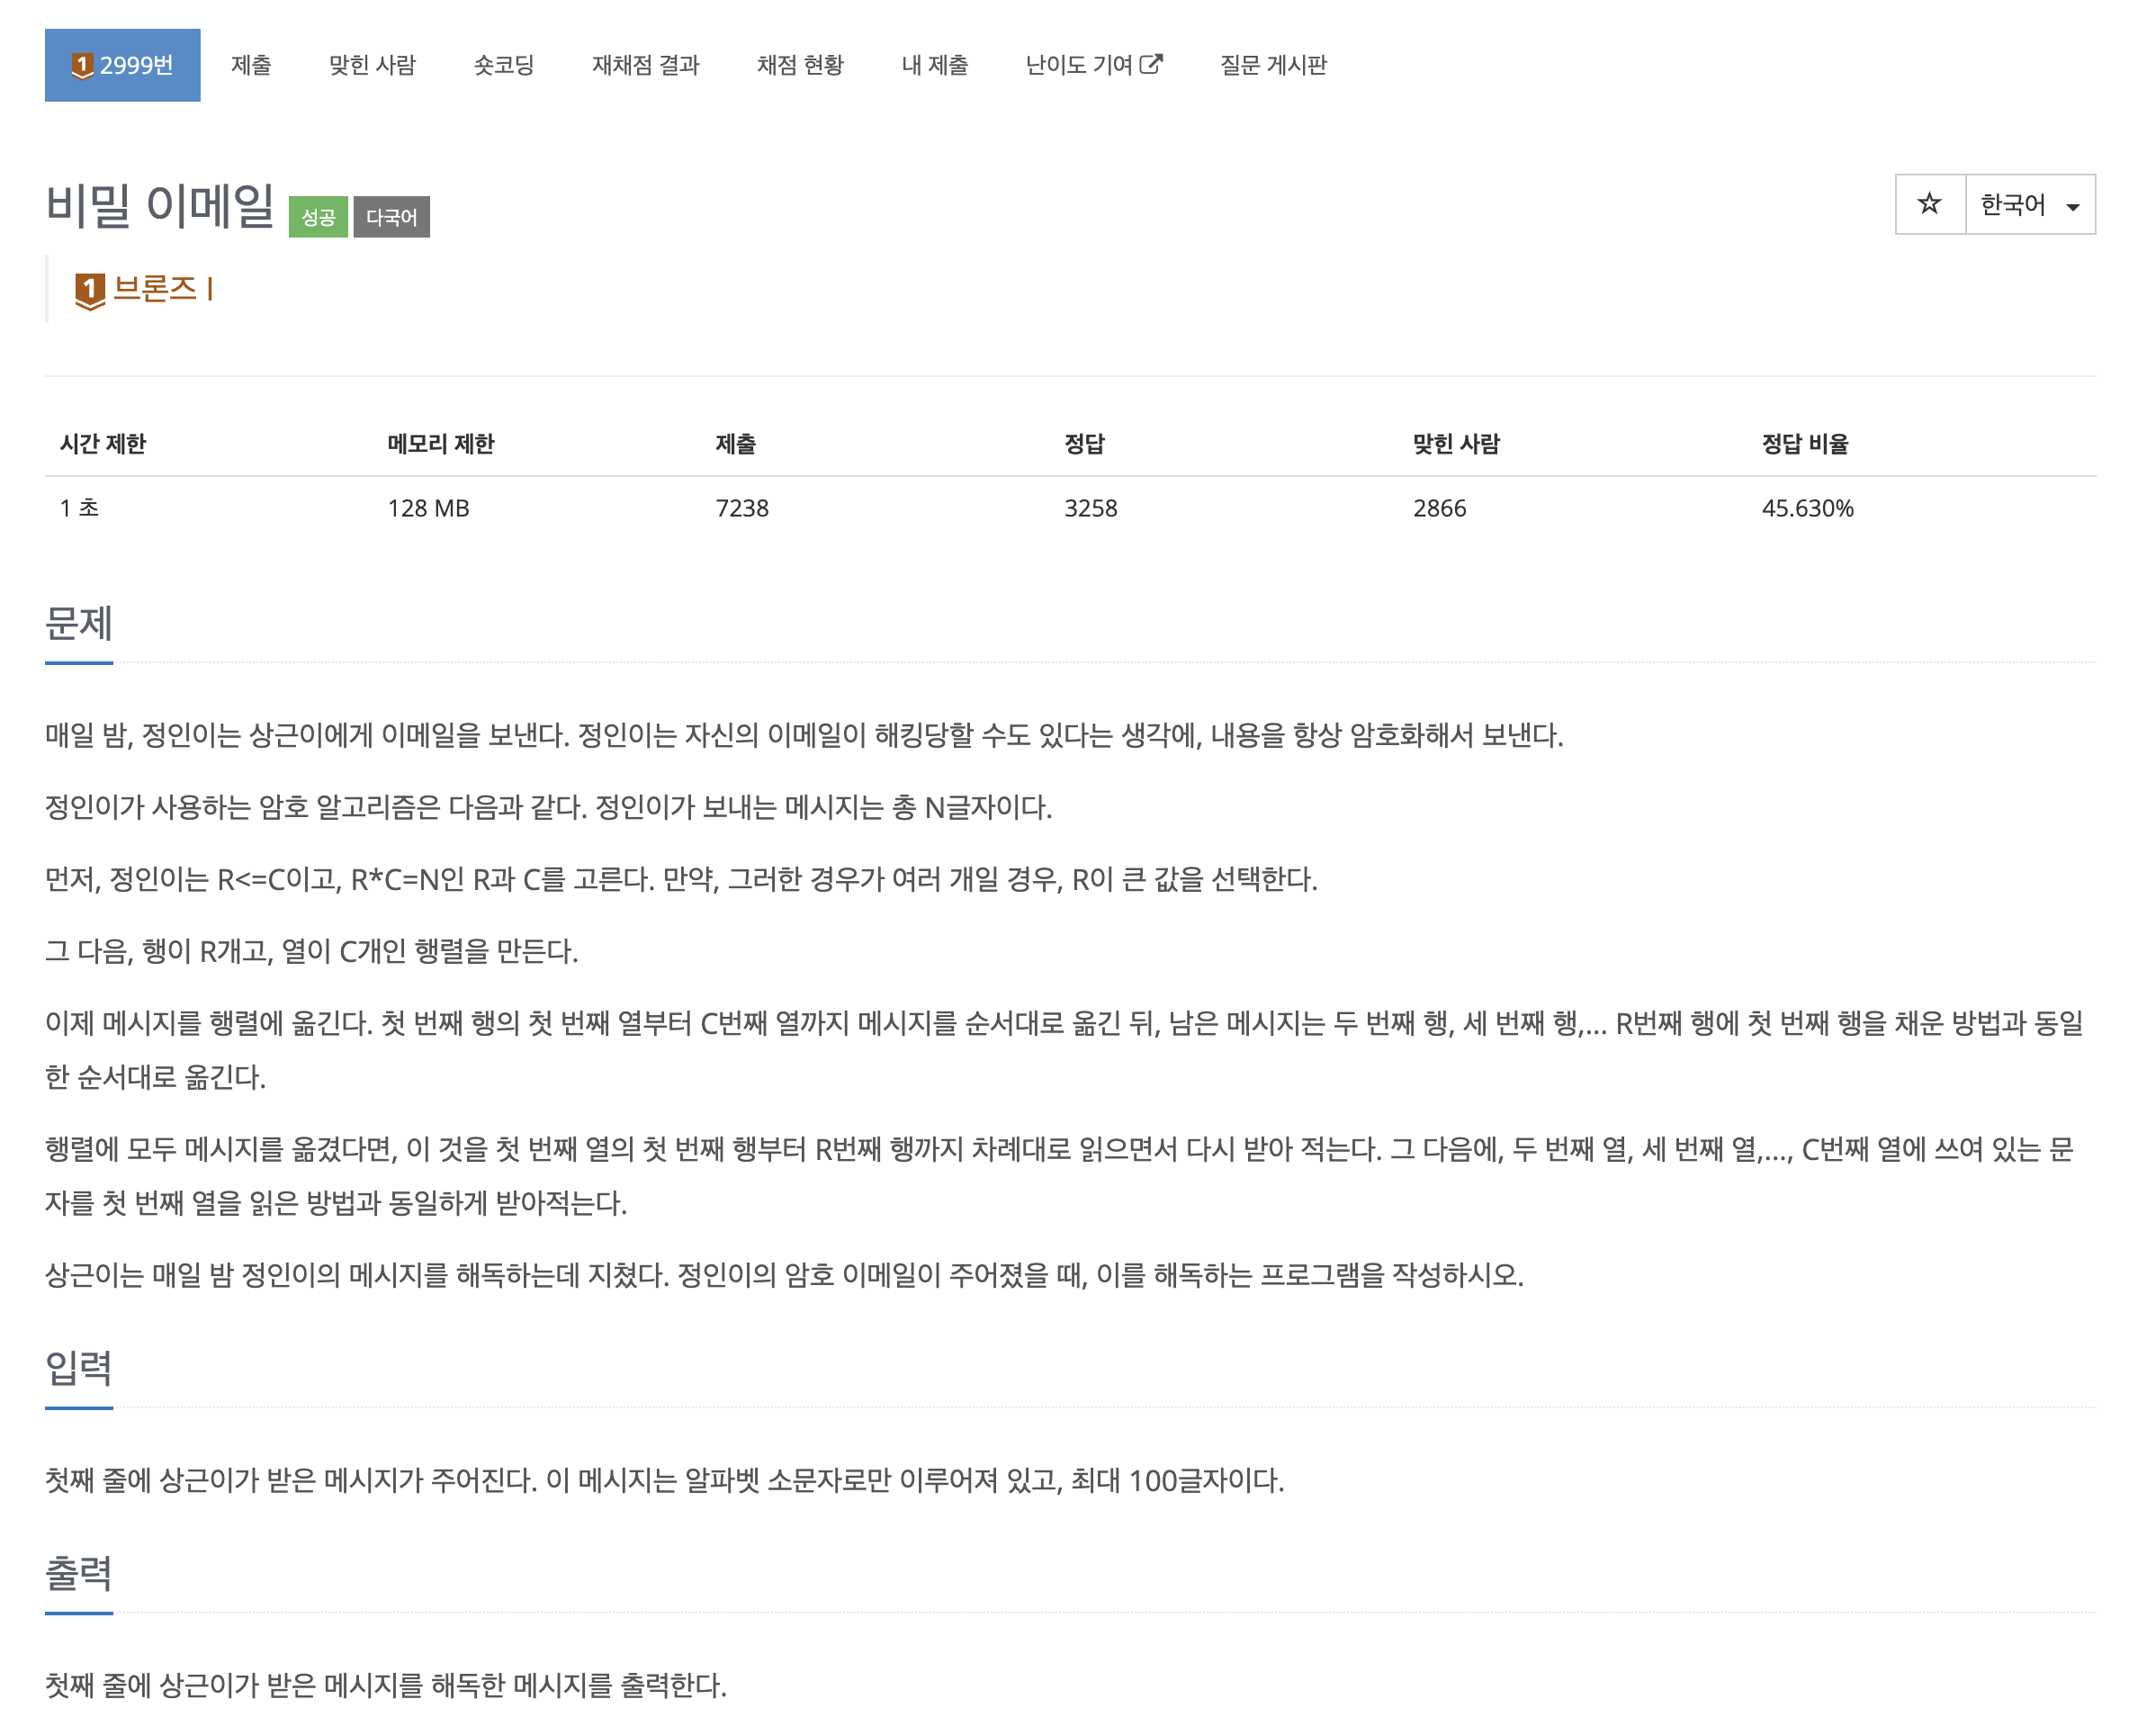 1 2999번 제출 맞힌 사람 숏코딩 재채점 결과 채점 현황 내 제출 난이도 기여 질문 게시판
비밀 이메일 성공 다국어 한국어
1 브론즈 I
시간 제한 메모리 제한 제출 정답 맞힌 사람 정답 비율
1 초 128 MB 7238 3258 2866 45.630%
문제
매일 밤, 정인이는 상근이에게 이메일을 보낸다. 정인이는 자신의 이메일이 해킹당할 수도 있다는 생각에, 내용을 항상 암호화해서 보낸다.
정인이가 사용하는 암호 알고리즘은 다음과 같다. 정인이가 보내는 메시지는 총 N글자이다.
먼저, 정인이는 R<=C이고, R*C=N인 R과 C를 고른다. 만약, 그러한 경우가 여러 개일 경우, R이 큰 값을 선택한다.
그 다음, 행이 R개고, 열이 C개인 행렬을 만든다.
이제 메시지를 행렬에 옮긴다. 첫 번째 행의 첫 번째 열부터 C번째 열까지 메시지를 순서대로 옮긴 뒤, 남은 메시지는 두 번째 행, 세 번째 행,... R번째 행에 첫 번째 행을 채운 방법과 동일
한 순서대로 옮긴다.
행렬에 모두 메시지를 옮겼다면, 이 것을 첫 번째 열의 첫 번째 행부터 R번째 행까지 차례대로 읽으면서 다시 받아 적는다. 그 다음에, 두 번째 열, 세 번째 열,..., C번째 열에 쓰여 있는 문
자를 첫 번째 열을 읽은 방법과 동일하게 받아적는다.
상근이는 매일 밤 정인이의 메시지를 해독하는데 지쳤다. 정인이의 암호 이메일이 주어졌을 때, 이를 해독하는 프로그램을 작성하시오.
입력
첫째 줄에 상근이가 받은 메시지가 주어진다. 이 메시지는 알파벳 소문자로만 이루어져 있고, 최대 100글자이다.
출력
첫째 줄에 상근이가 받은 메시지를 해독한 메시지를 출력한다.